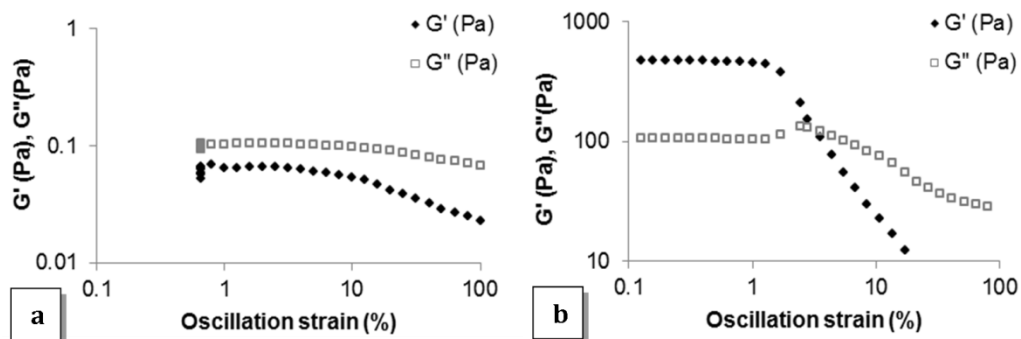 1
0.1
0.01
G' (Pa), G"(Pa)
0.1
1
10
100
Oscillation strain (%)
G' (Pa)
G" (Pa)
a
1000
100
10
G' (Pa), G"(Pa)
0.1
1
10
100
Oscillation strain (%)
G' (Pa)
G" (Pa)
b